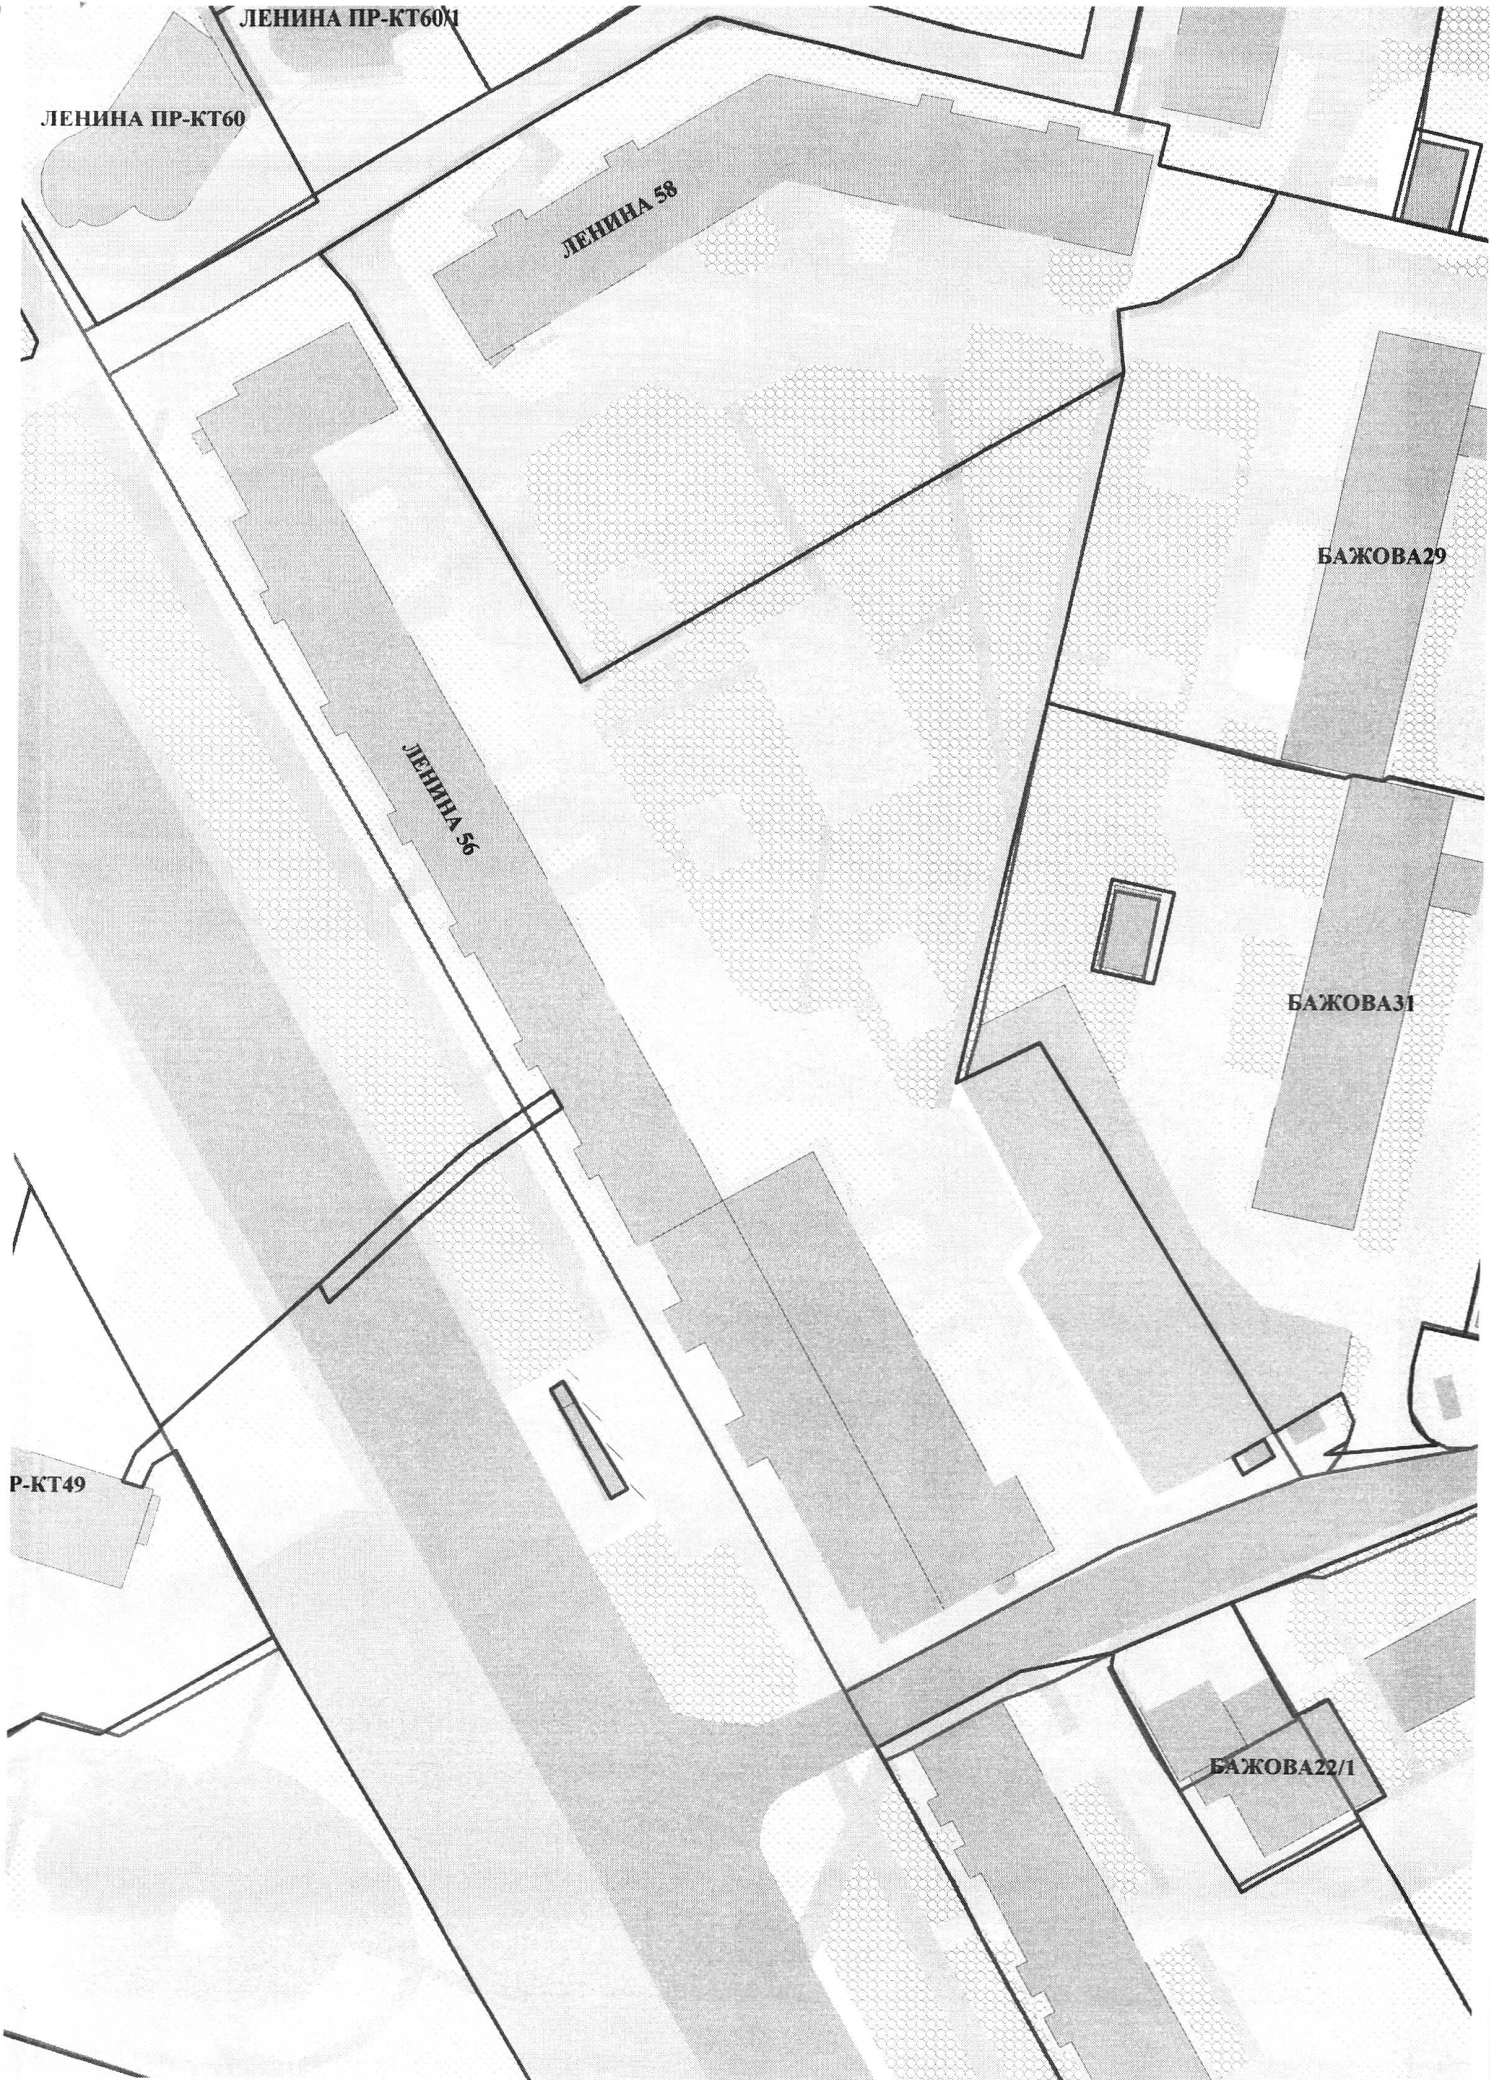 ЛЕНИНА ПР-КТ60/1
ЛЕНИНА ПР-КТ60
ЛЕНИНА 58
БАЖОВА29
ЛЕНИНА 56
БАЖОВА31
Р-КТ49
БАЖОВА22/1